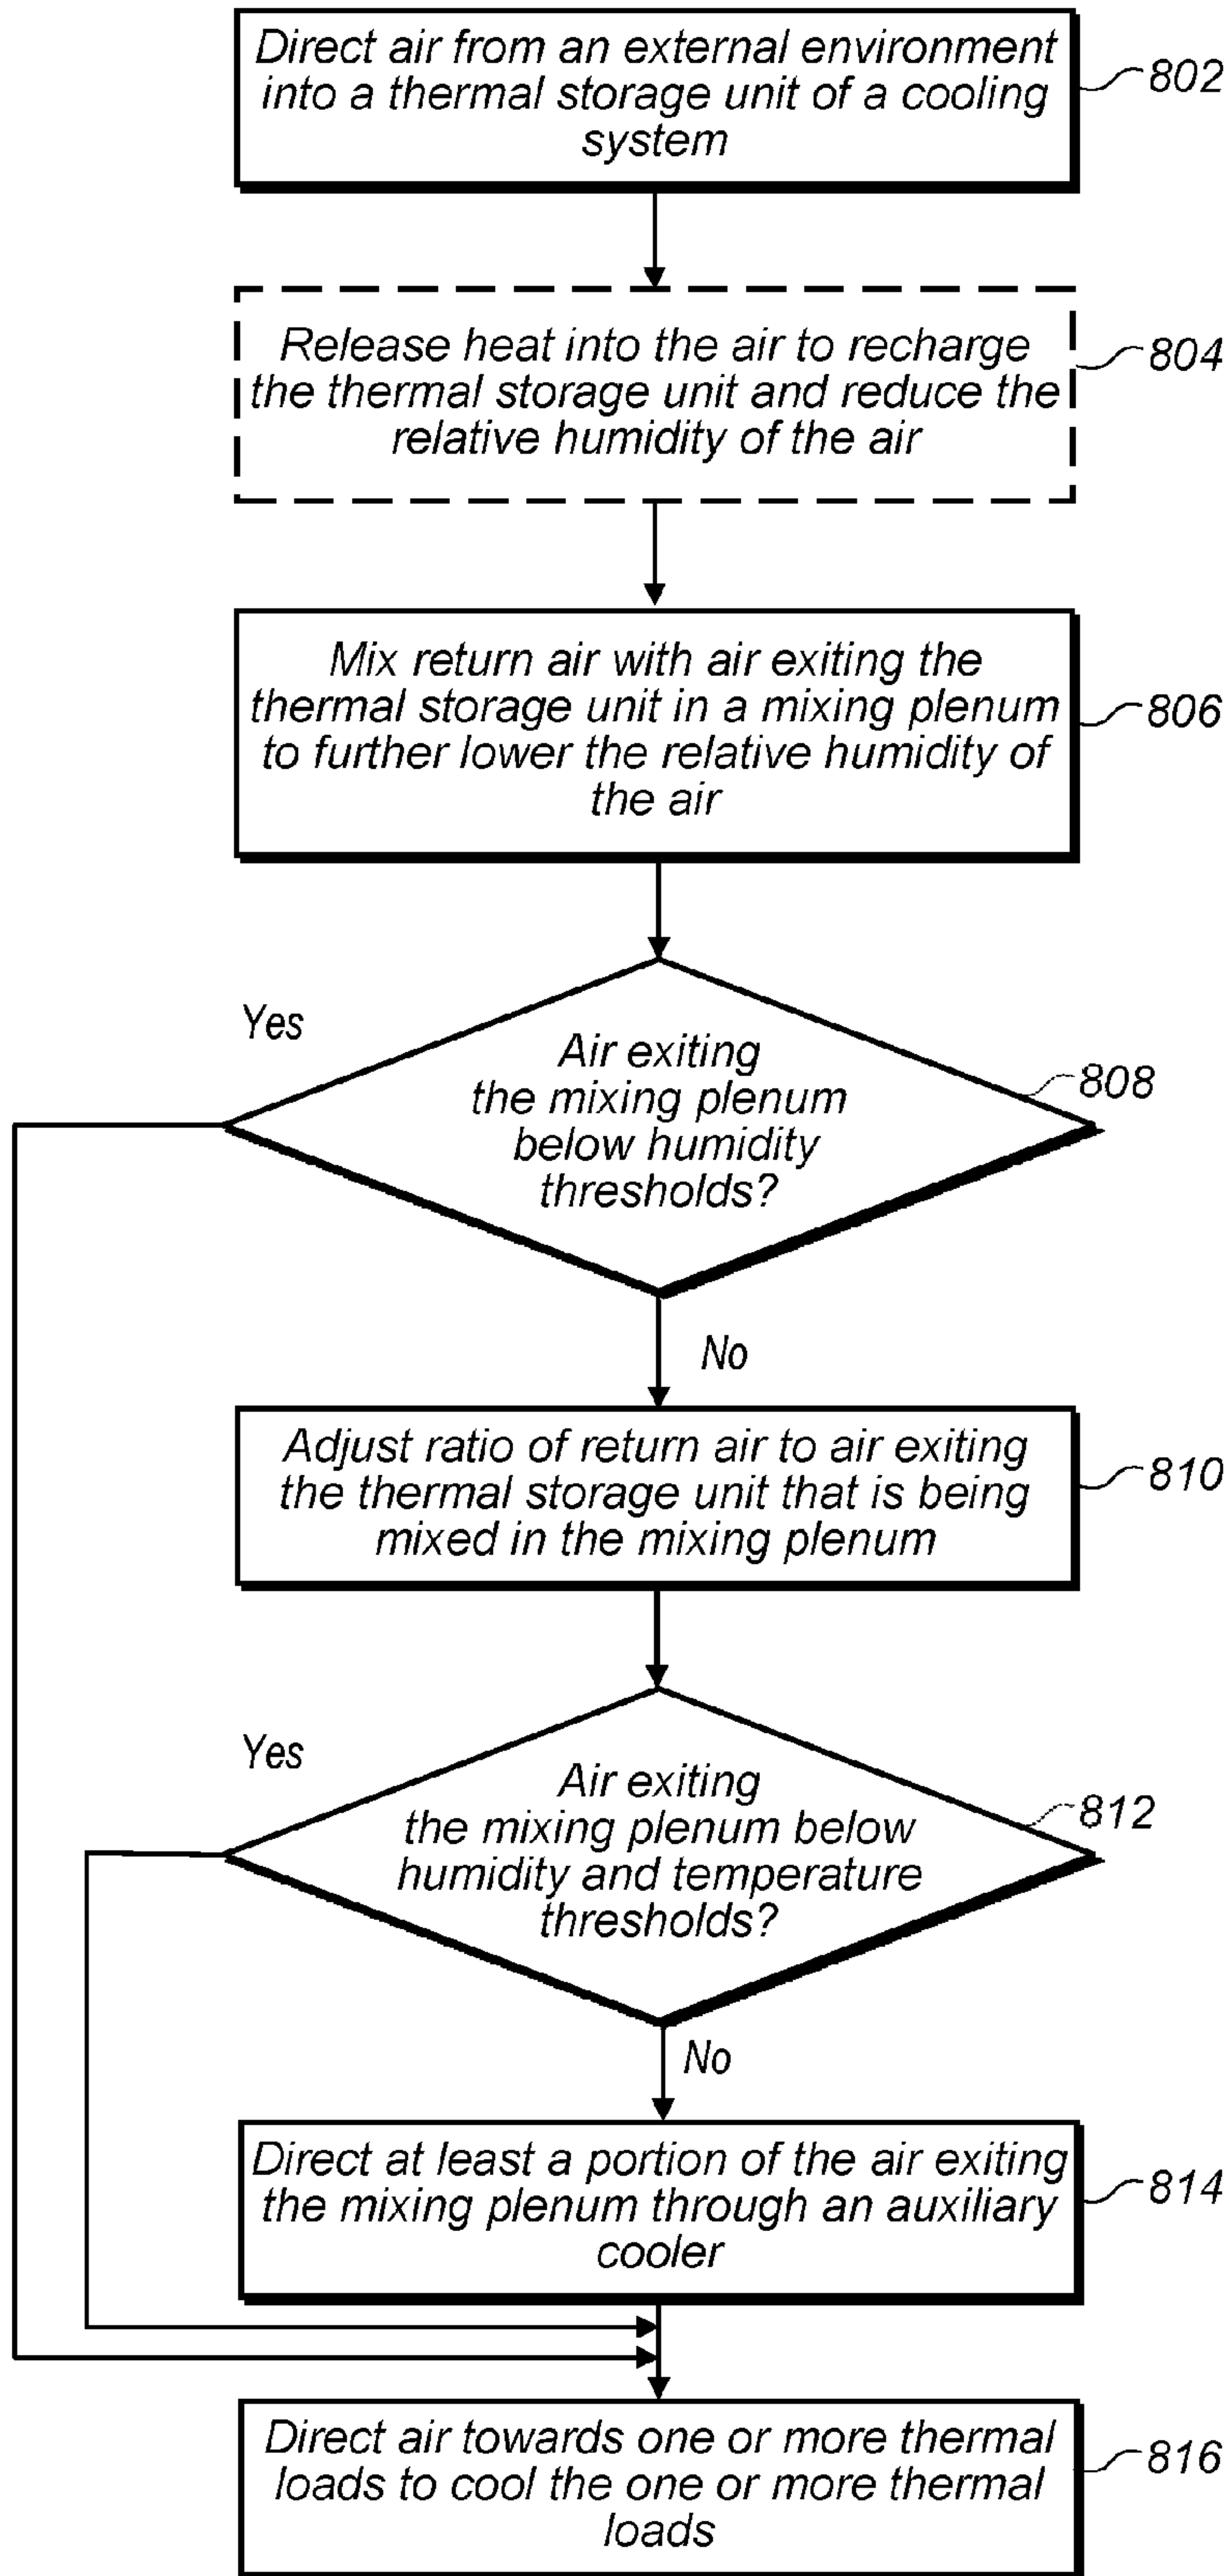 Direct air from an external environment
into a thermal storage unit of a cooling
system
802
Release heat into the air to recharge
the thermal storage unit and reduce the
relative humidity of the air
804
Mix return air with air exiting the
thermal storage unit in a mixing plenum
to further lower the relative humidity of
the air
806
Yes
Air exiting
the mixing plenum
below humidity
thresholds?
808
No
Adjust ratio of return air to air exiting
the thermal storage unit that is being
mixed in the mixing plenum
810
Yes
Air exiting
the mixing plenum below
humidity and temperature
thresholds?
812
No
Direct at least a portion of the air exiting
the mixing plenum through an auxiliary
cooler
814
Direct air towards one or more thermal
loads to cool the one or more thermal
loads
816